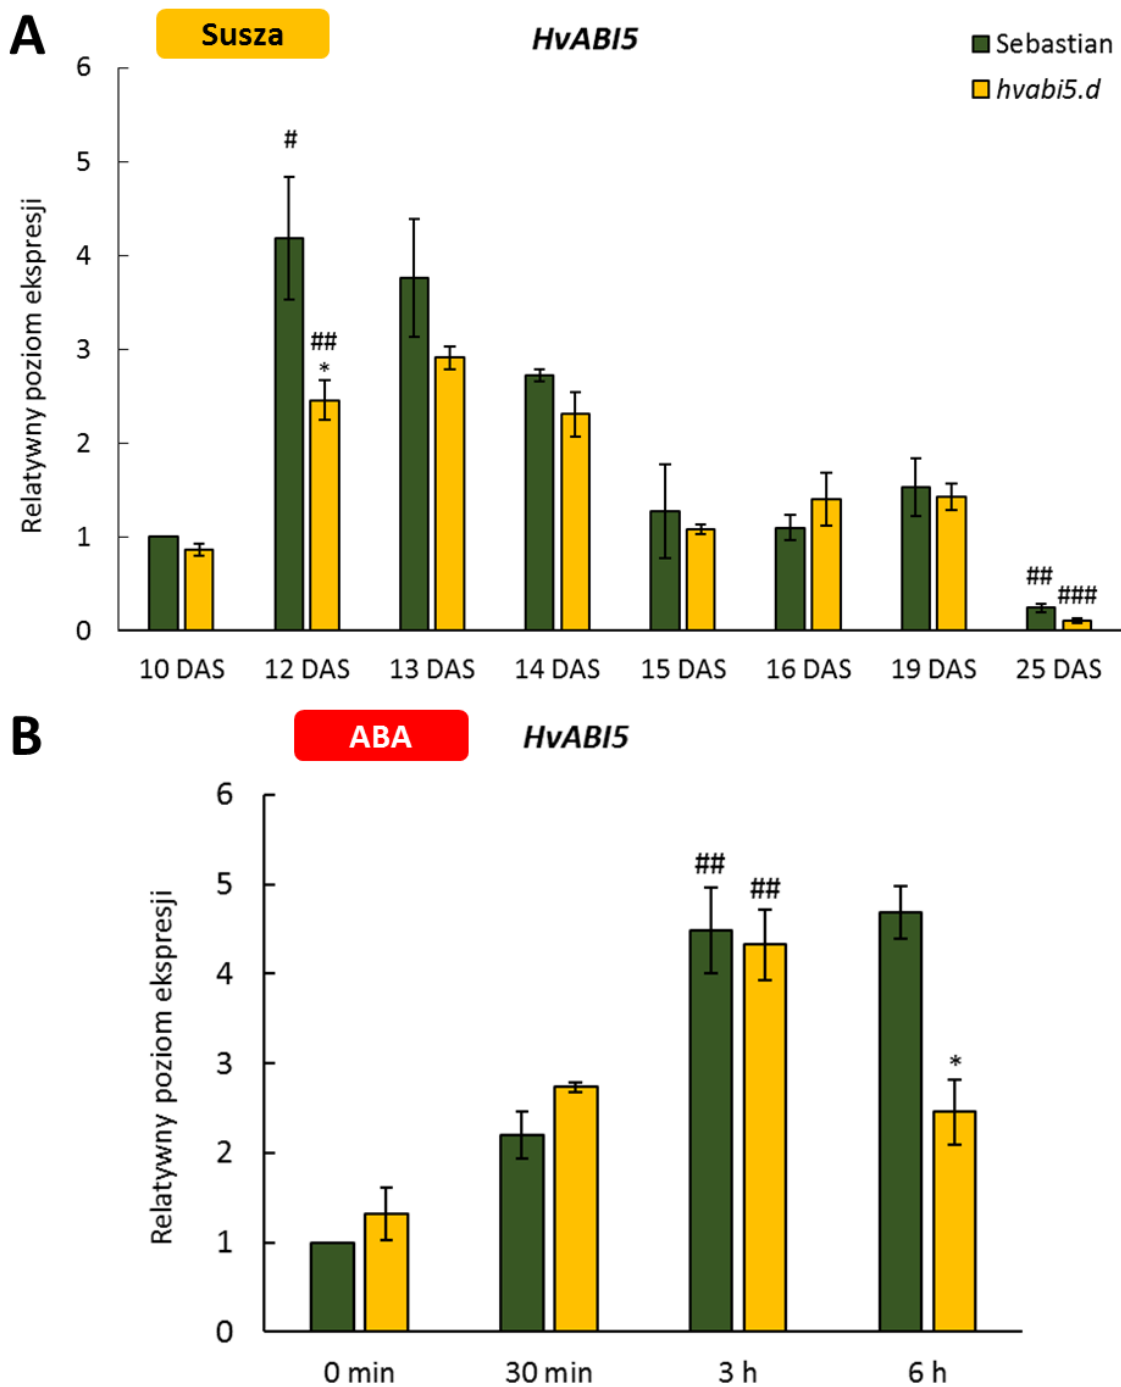 A
Susza
HvABI5
Sebastian
hvabi5.d
Relatywny poziom ekspresji
6
5
4
3
2
1
0
#
##
*
##
###
10 DAS 12 DAS 13 DAS 14 DAS 15 DAS 16 DAS 19 DAS 25 DAS
B
ABA
HvABI5
Relatywny poziom ekspresji
6
5
4
3
2
1
0
##
##
*
0 min 30 min 3 h 6 h